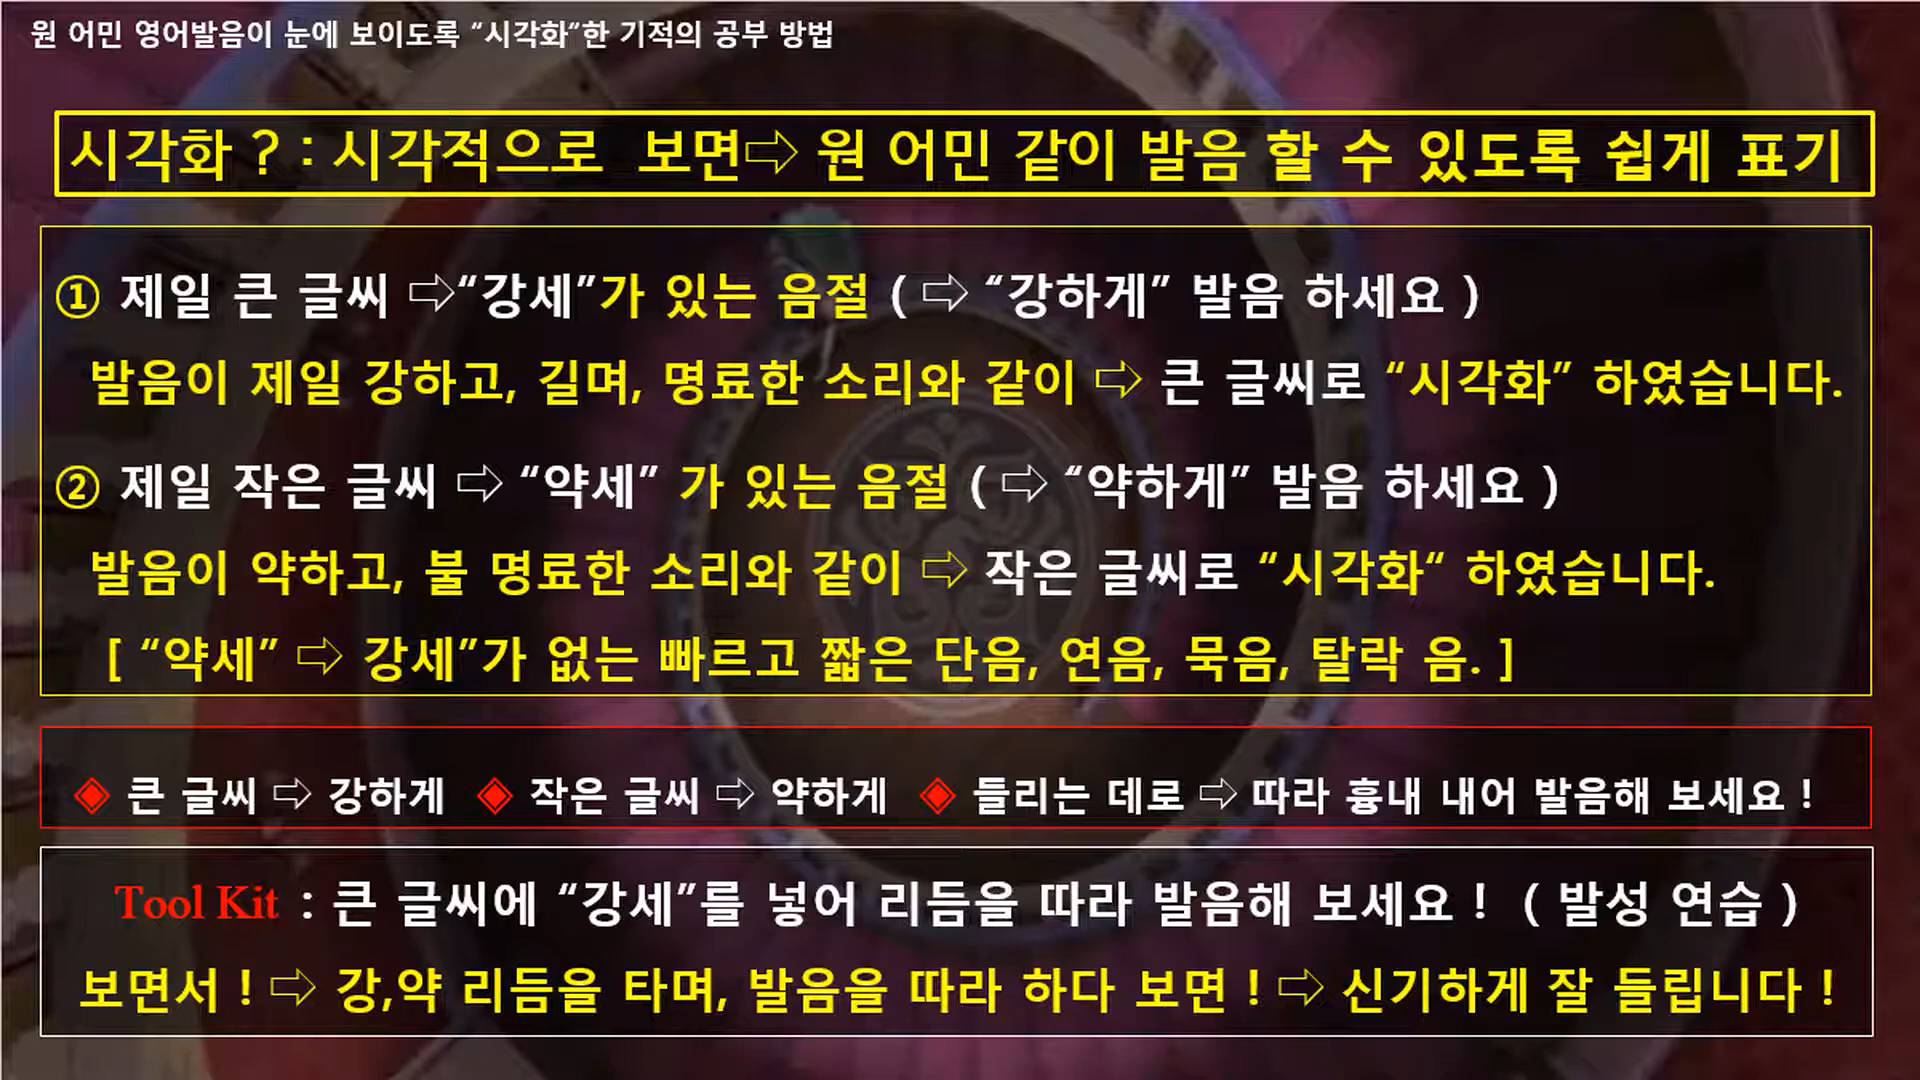 원 어민 영어발음이 눈에 보이도록 “시각화“한 기적의 공부 방법
시각화 ? : 시각적으로 보면⇨ 원 어민 같이 발음 할 수 있도록 쉽게 표기
① 제일 큰 글씨 ⇨“강세”가 있는 음절 ( ⇨ “강하게” 발음 하세요 )
발음이 제일 강하고, 길며, 명료한 소리와 같이 ⇨ 큰 글씨로 “시각화” 하였습니다.
② 제일 작은 글씨 ⇨ “약세” 가 있는 음절 ( ⇨ “약하게” 발음 하세요 )
발음이 약하고, 불 명료한 소리와 같이 ⇨ 작은 글씨로 “시각화“ 하였습니다.
[ “약세” ⇨ 강세”가 없는 빠르고 짧은 단음, 연음, 묵음, 탈락 음. ]
◈ 큰 글씨 ⇨ 강하게 ◈ 작은 글씨 ⇨ 약하게 ◈ 들리는 데로 ⇨ 따라 흉내 내어 발음해 보세요 !
Tool Kit : 큰 글씨에 “강세”를 넣어 리듬을 따라 발음해 보세요 ! ( 발성 연습 )
보면서 ! ⇨ 강,약 리듬을 타며, 발음을 따라 하다 보면 ! ⇨ 신기하게 잘 들립니다 !